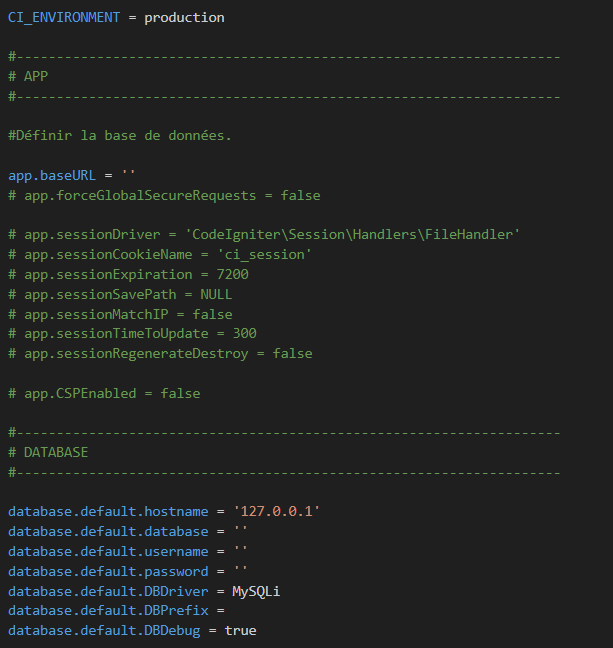 CI_ENVIRONMENT = production
#--------------------------------------------------------------------
# APP
#--------------------------------------------------------------------
#Définir la base de données.
app.baseURL = ''
# app.forceGlobalSecureRequests = false
# app.sessionDriver = 'CodeIgniter\Session\Handlers\FileHandler'
# app.sessionCookieName = 'ci_session'
# app.sessionExpiration = 7200
# app.sessionSavePath = NULL
# app.sessionMatchIP = false
# app.sessionTimeToUpdate = 300
# app.sessionRegenerateDestroy = false
# app.CSPEnabled = false
#--------------------------------------------------------------------
# DATABASE
#--------------------------------------------------------------------
database.default.hostname = '127.0.0.1'
database.default.database = ''
database.default.username = ''
database.default.password = ''
database.default.DBDriver = MySQLi
database.default.DBPrefix =
database.default.DBDebug = true